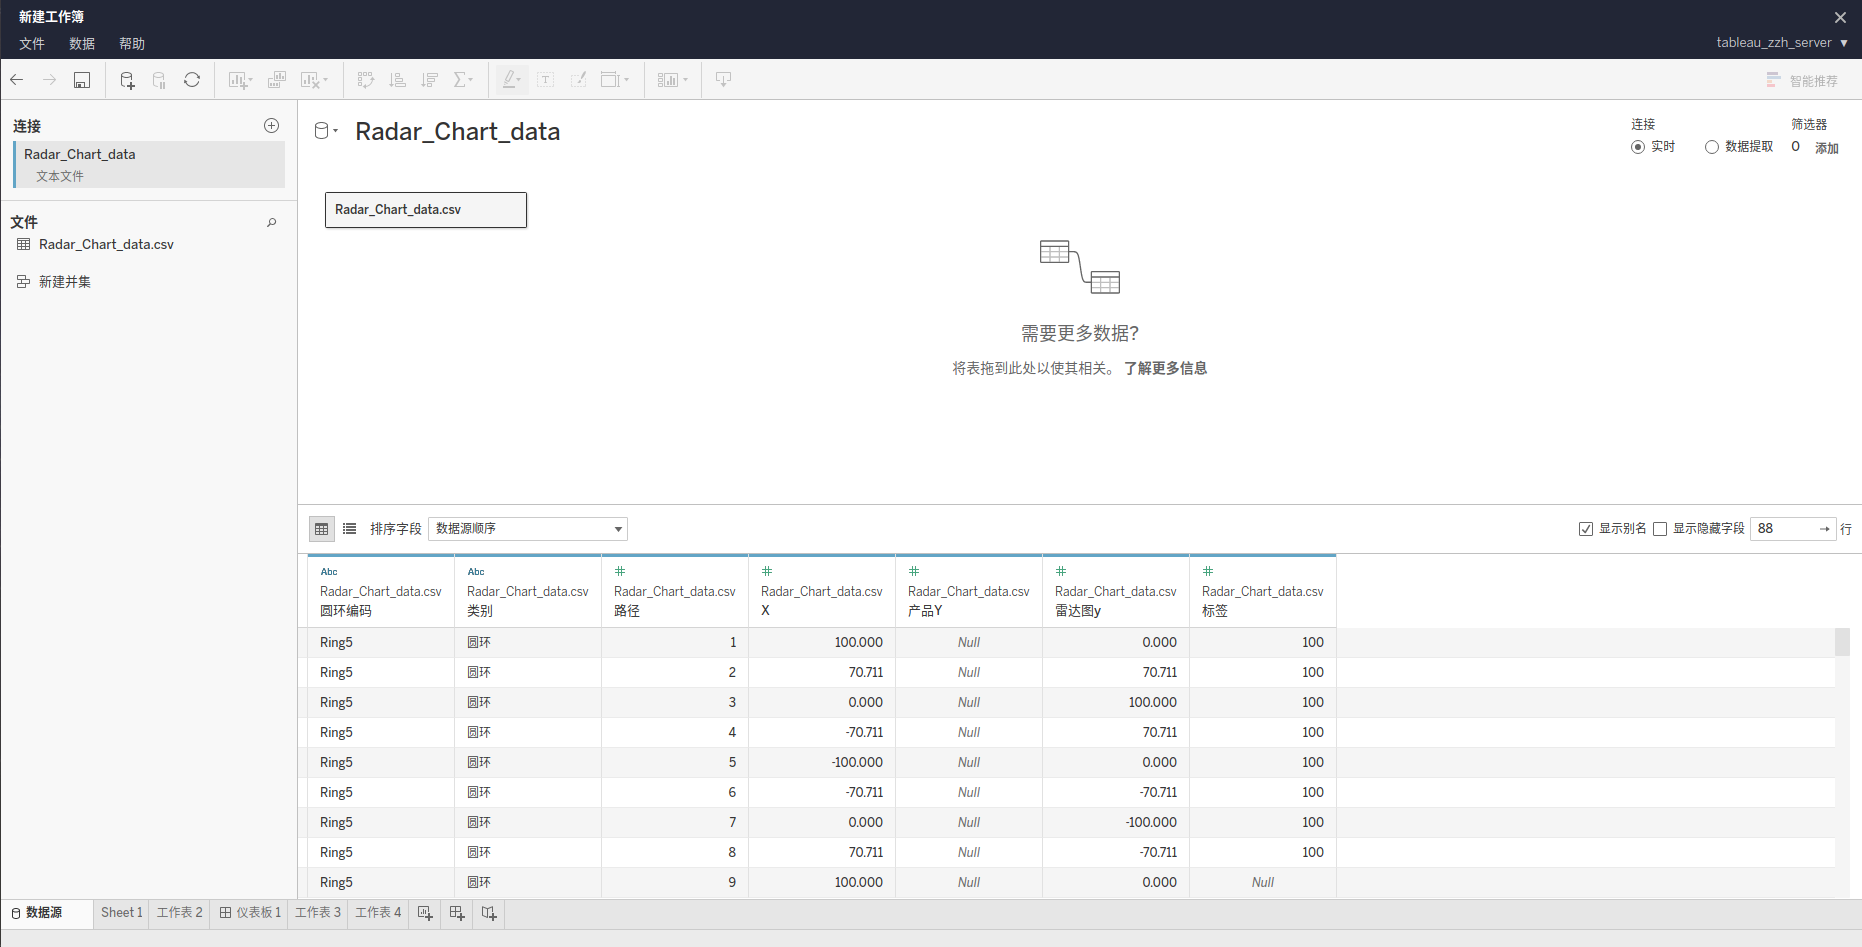 新建工作簿
文件 数据 帮助
tableau_zzh_server
智能推荐
连接
Radar_Chart_data
文本文件
文件
Radar_Chart_data.csv
新建并集
Radar_Chart_data
连接
实时 数据提取
筛选器
0 添加
Radar_Chart_data.csv
需要更多数据?
将表拖到此处以使其相关。 了解更多信息
排序字段 数据源顺序
显示别名 显示隐藏字段 88 行
Abc Abc
Radar_Chart_data.csv Radar_Chart_data.csv Radar_Chart_data.csv Radar_Chart_data.csv Radar_Chart_data.csv Radar_Chart_data.csv Radar_Chart_data.csv
圆环编码 类别 路径 X 产品Y 雷达图y 标签
Ring5 圆环 1 100.000 Null 0.000 100
Ring5 圆环 2 70.711 Null 70.711 100
Ring5 圆环 3 0.000 Null 100.000 100
Ring5 圆环 4 -70.711 Null 70.711 100
Ring5 圆环 5 -100.000 Null 0.000 100
Ring5 圆环 6 -70.711 Null -70.711 100
Ring5 圆环 7 0.000 Null -100.000 100
Ring5 圆环 8 70.711 Null -70.711 100
Ring5 圆环 9 100.000 Null 0.000 Null
数据源 Sheet 1 工作表 2 仪表板 1 工作表 3 工作表 4